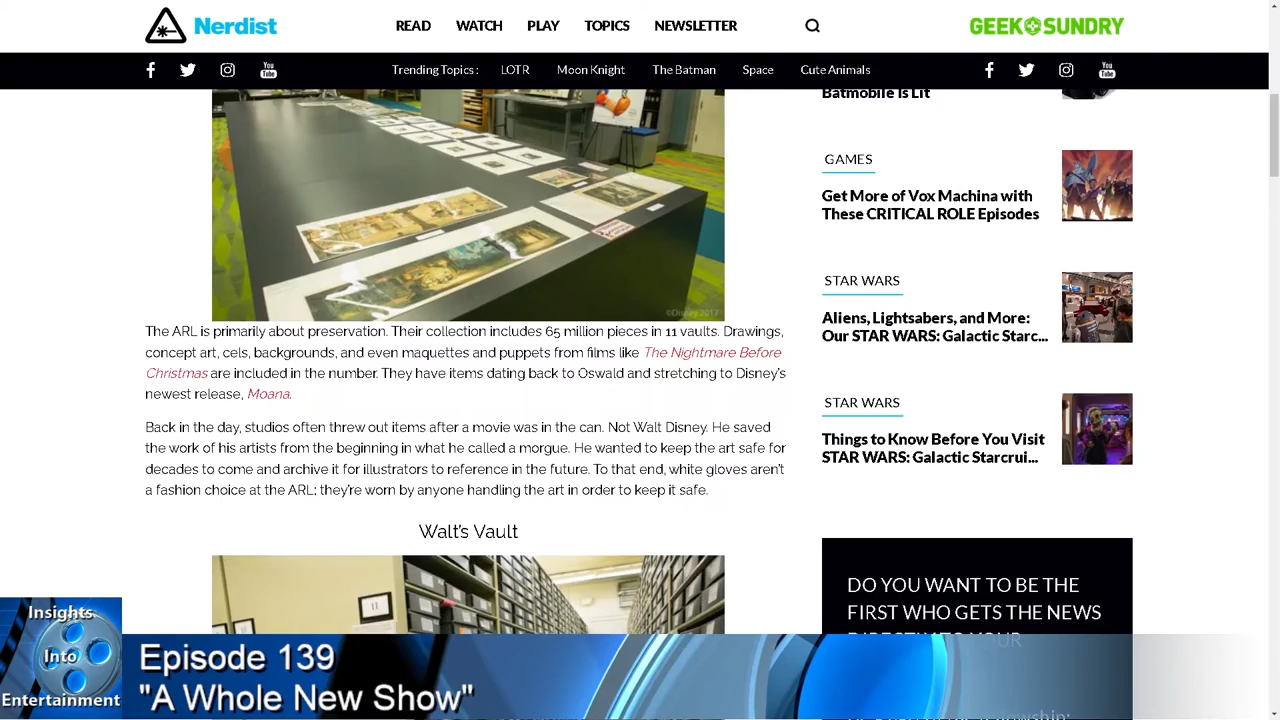 Nerdist
READ WATCH PLAY TOPICS NEWSLETTER
GEEK SUNDRY
You Tube
Trending Topics : LOTR Moon Knight The Batman Space Cute Animals
You Tube
©Disney 2017
The ARL is primarily about preservation. Their collection includes 65 million pieces in 11 vaults. Drawings,
concept art, cels, backgrounds, and even maquettes and puppets from films like The Nightmare Before
Christmas are included in the number. They have items dating back to Oswald and stretching to Disney's
newest release, Moana.
Back in the day, studios often threw out items after a movie was in the can. Not Walt Disney. He saved
the work of his artists from the beginning in what he called a morgue. He wanted to keep the art safe for
decades to come and archive it for illustrators to reference in the future. To that end, white gloves aren't
a fashion choice at the ARL; they're worn by anyone handling the art in order to keep it safe.
Walt's Vault
11
Batmobile Is Lit
GAMES
Get More of Vox Machina with
These CRITICAL ROLE Episodes
STAR WARS
Aliens, Lightsabers, and More:
Our STAR WARS: Galactic Starc...
STAR WARS
Things to Know Before You Visit
STAR WARS: Galactic Starcrui...
DO YOU WANT TO BE THE
FIRST WHO GETS THE NEWS
DIRECTLY TO YOUR
Insights
Into
Entertainment
Episode 139
"A Whole New Show"